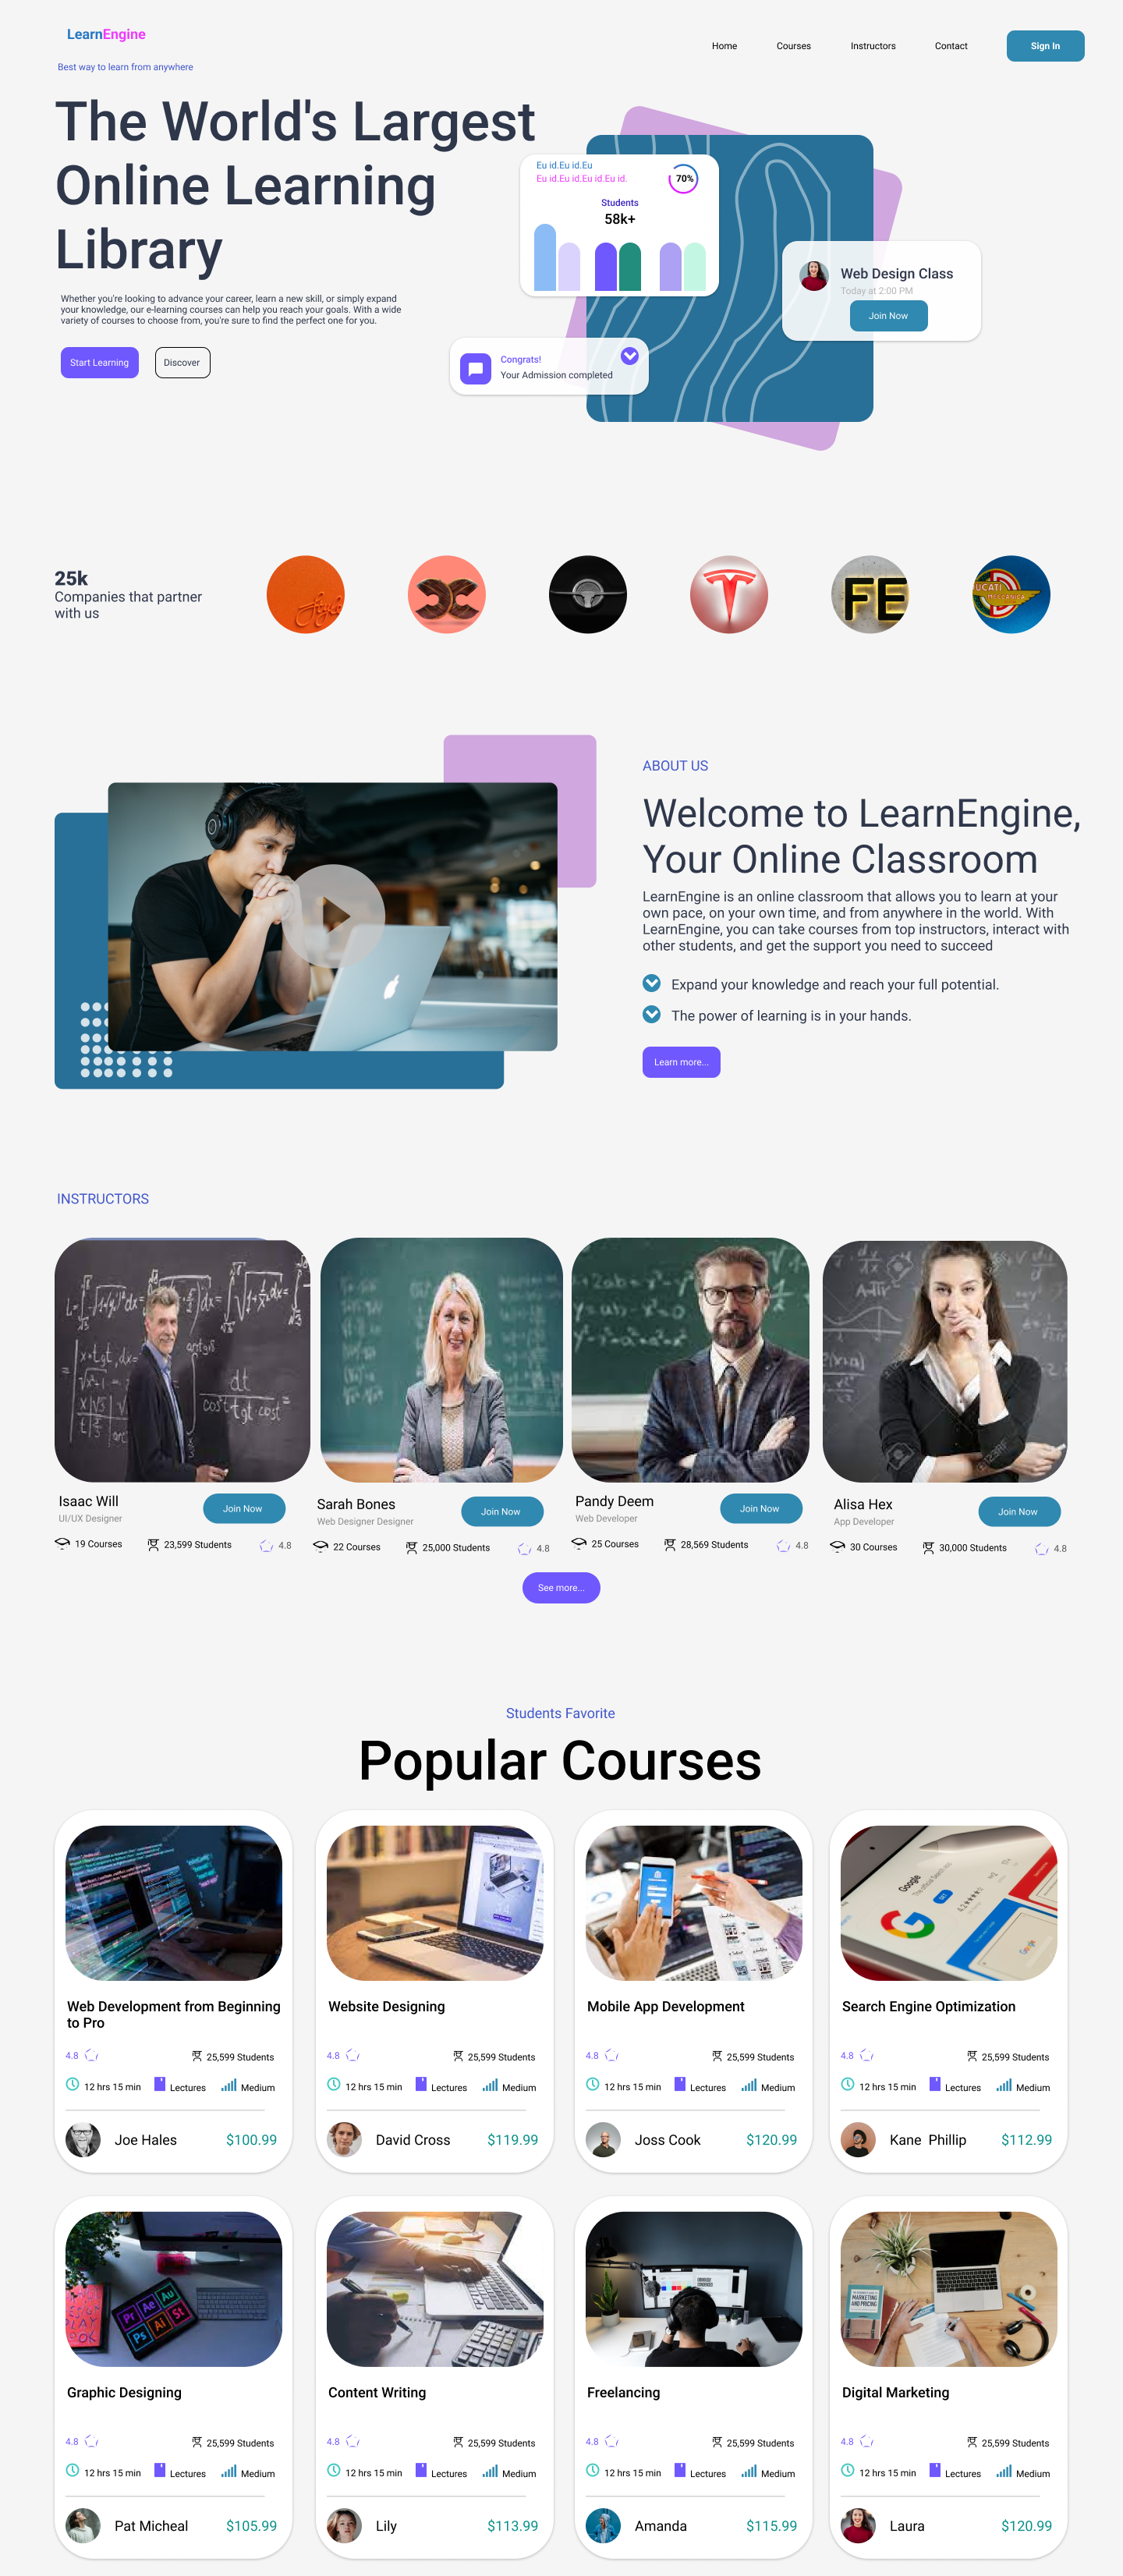 LearnEngine
Home Courses Instructors Contact Sign In
Best way to learn from anywhere
The World's Largest
Online Learning
Library
Whether you're looking to advance your career, learn a new skill, or simply expand
your knowledge, our e-learning courses can help you reach your goals. With a wide
variety of courses to choose from, you're sure to find the perfect one for you.
Start Learning Discover
Eu id.Eu id.Eu
Eu id.Eu id.Eu id.Eu id.
70%
Students
58k+
Web Design Class
Today at 2:00 PM
Join Now
Congrats!
Your Admission completed
25k
Companies that partner
with us
FE
UCATI
MECCANICA
ABOUT US
Welcome to LearnEngine,
Your Online Classroom
LearnEngine is an online classroom that allows you to learn at your
own pace, on your own time, and from anywhere in the world. With
LearnEngine, you can take courses from top instructors, interact with
other students, and get the support you need to succeed
Expand your knowledge and reach your full potential.
The power of learning is in your hands.
Learn more...
INSTRUCTORS
Isaac Will
UI/UX Designer
Join Now
19 Courses 23,599 Students 4.8
Sarah Bones
Web Designer Designer
Join Now
22 Courses 25,000 Students 4.8
Pandy Deem
Web Developer
Join Now
25 Courses 28,569 Students 4.8
Alisa Hex
App Developer
Join Now
30 Courses 30,000 Students 4.8
See more...
Students Favorite
Popular Courses
Web Development from Beginning
to Pro
4.8 25,599 Students
12 hrs 15 min Lectures Medium
Joe Hales $100.99
Website Designing
4.8 25,599 Students
12 hrs 15 min Lectures Medium
David Cross $119.99
Mobile App Development
4.8 25,599 Students
12 hrs 15 min Lectures Medium
Joss Cook $120.99
Google
Search Engine Optimization
4.8 25,599 Students
12 hrs 15 min Lectures Medium
Kane Phillip $112.99
Pr Ae Au
Ps Ai St
Graphic Designing
4.8 25,599 Students
12 hrs 15 min Lectures Medium
Pat Micheal $105.99
Content Writing
4.8 25,599 Students
12 hrs 15 min Lectures Medium
Lily $113.99
Freelancing
4.8 25,599 Students
12 hrs 15 min Lectures Medium
Amanda $115.99
MARKETING
AND PRICING
Digital Marketing
4.8 25,599 Students
12 hrs 15 min Lectures Medium
Laura $120.99